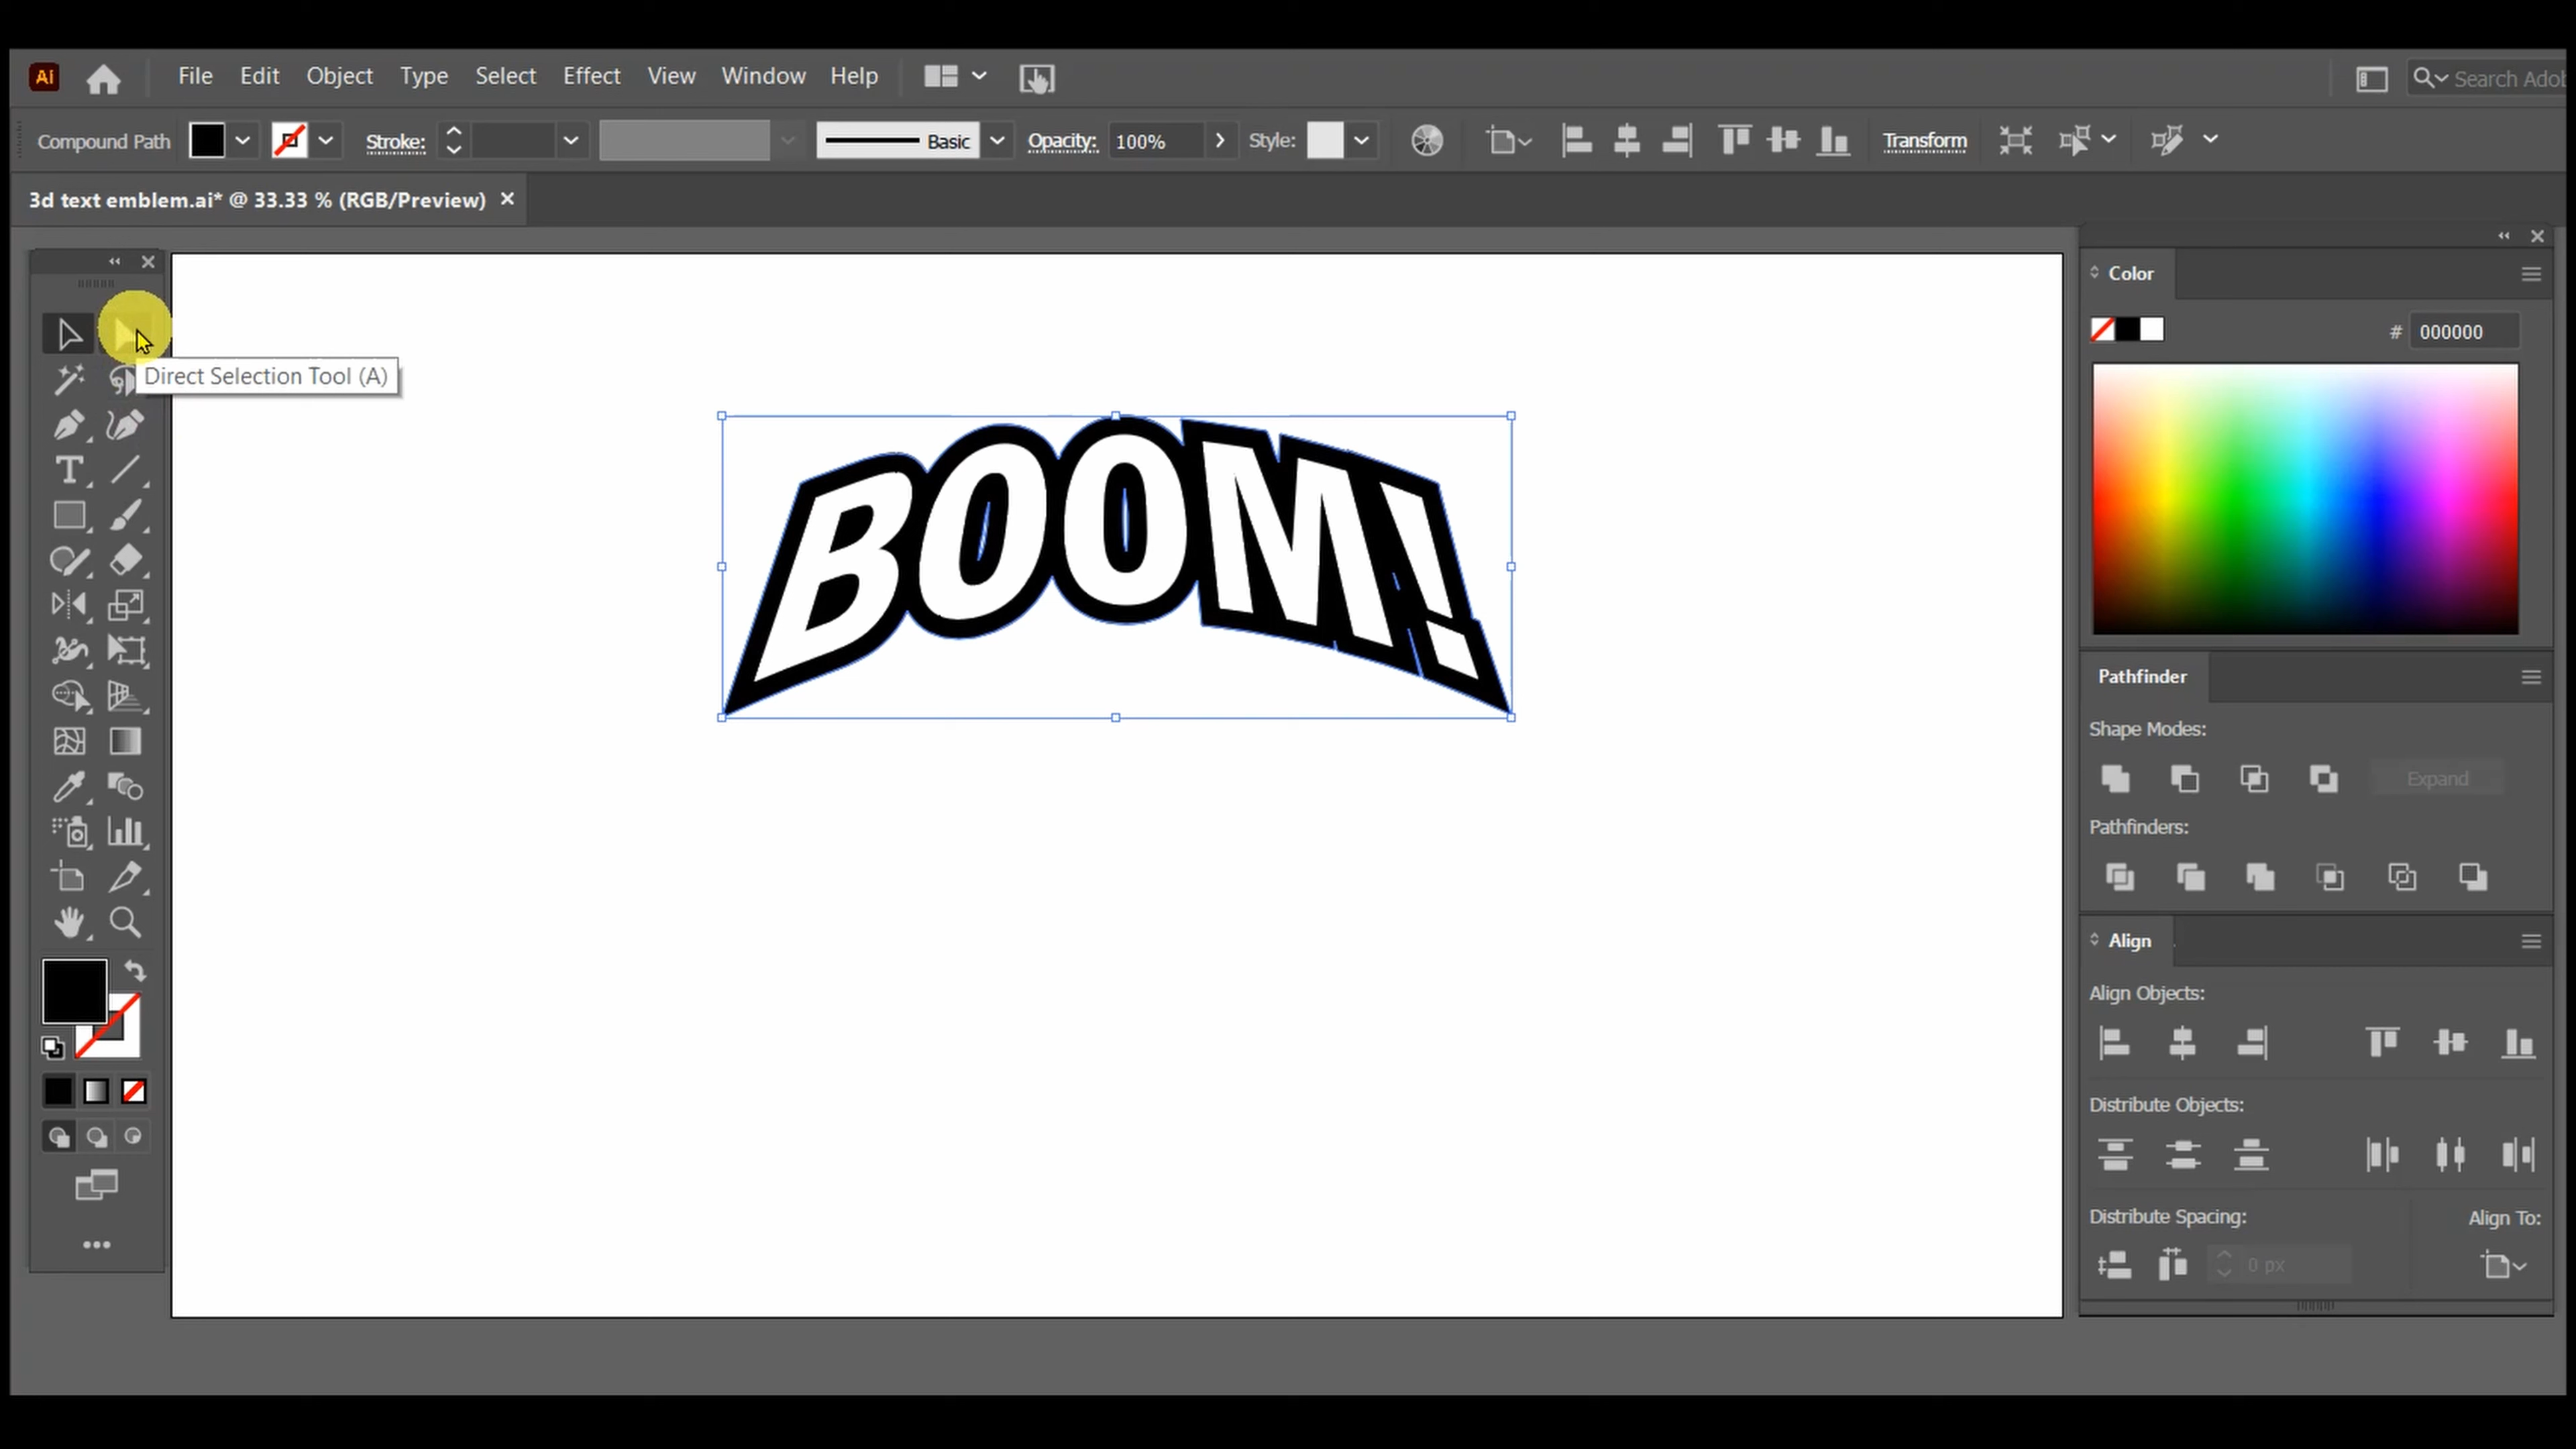 Ai File Edit Object Type Select Effect View Window Help Search Adob
Compound Path Stroke: Basic Opacity: 100% Style: Transform
3d text emblem.ai* @ 33.33 % (RGB/Preview)
Color
# 000000
Direct Selection Tool (A)
BOOM!
Pathfinder
Shape Modes:
Expand
Pathfinders:
Align
Align Objects:
Distribute Objects:
Distribute Spacing: Align To:
0 px